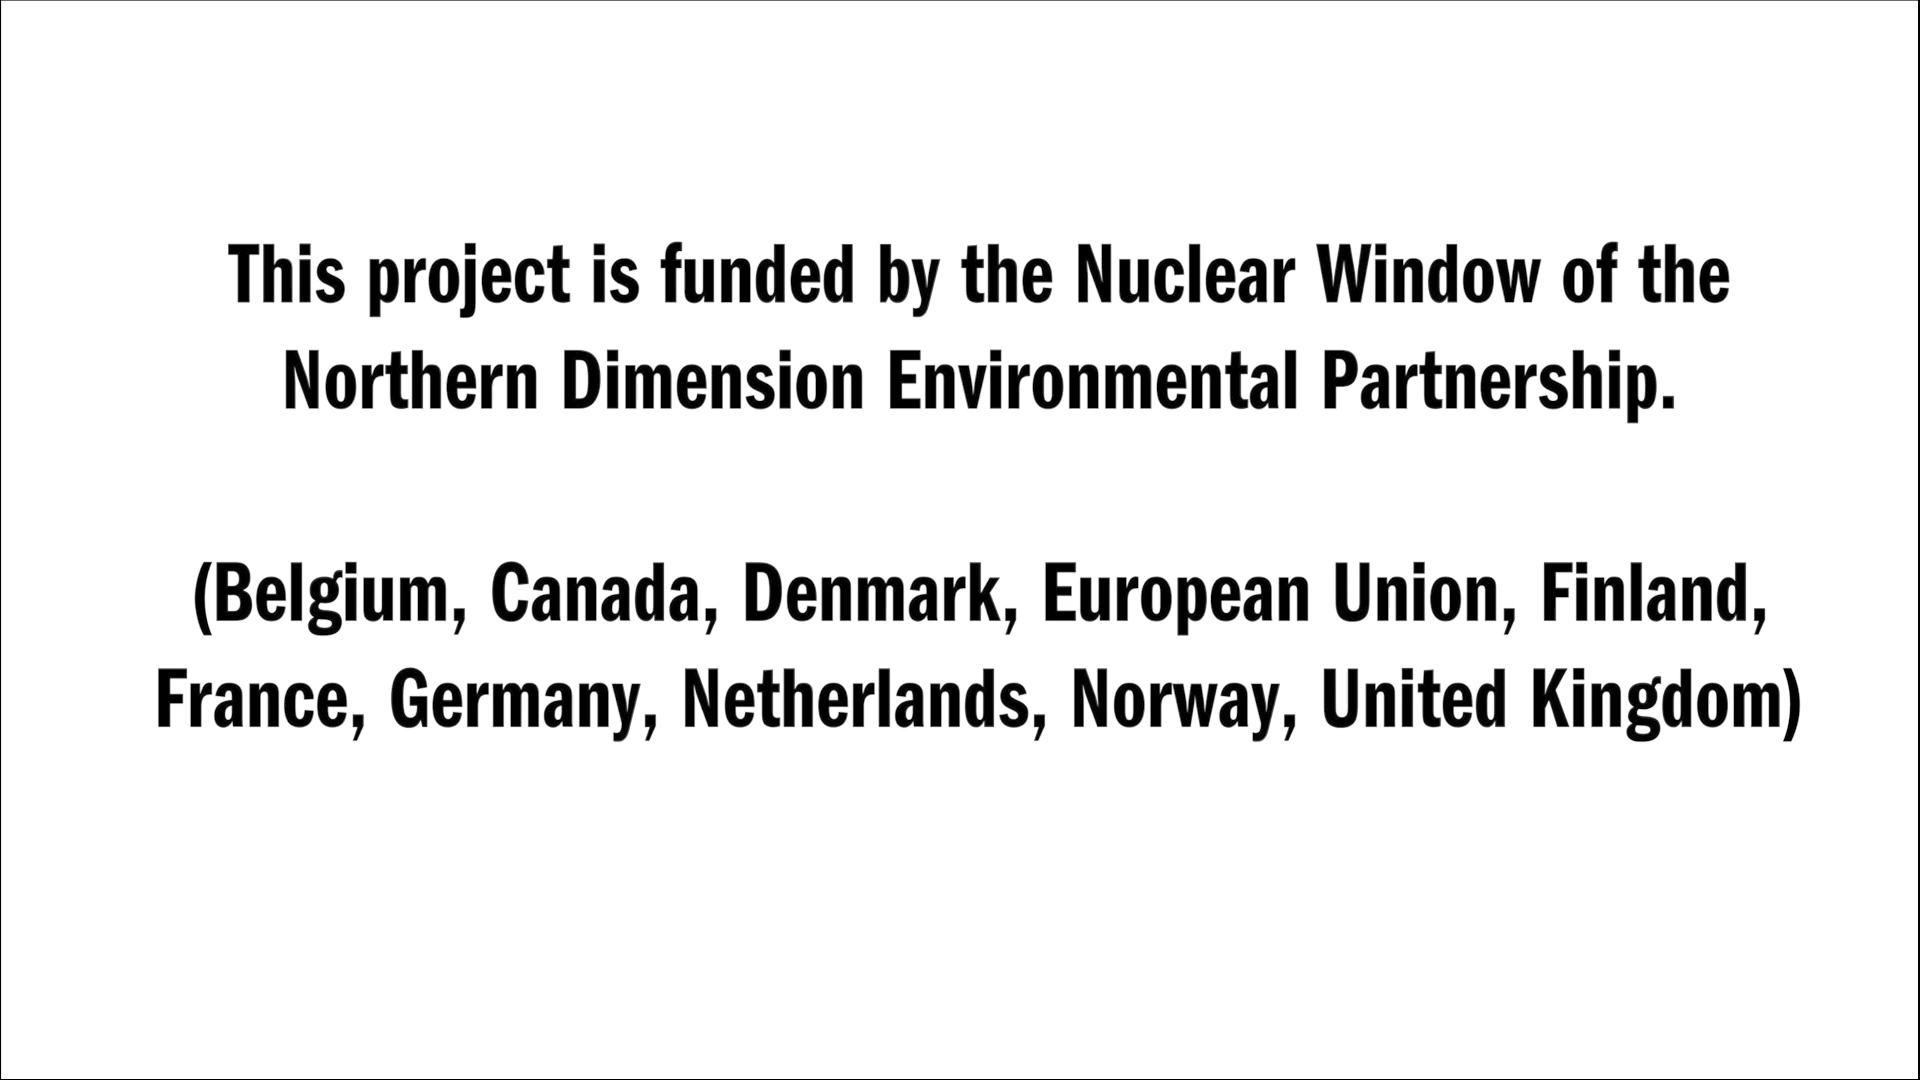 This project is funded by the Nuclear Window of the
Northern Dimension Environmental Partnership.
(Belgium, Canada, Denmark, European Union, Finland,
France, Germany, Netherlands, Norway, United Kingdom)